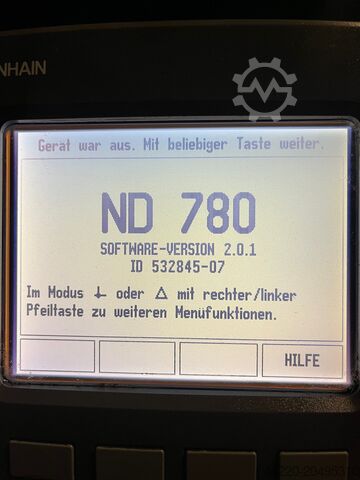 NHAIN
Gerät war aus. Mit beliebiger Taste weiter.
ND 780
SOFTWARE-VERSION 2.0.1
ID 532845-07
Im Modus ⍊ oder Δ mit rechter/linker
Pfeiltaste zu weiteren Menüfunktionen.
HILFE